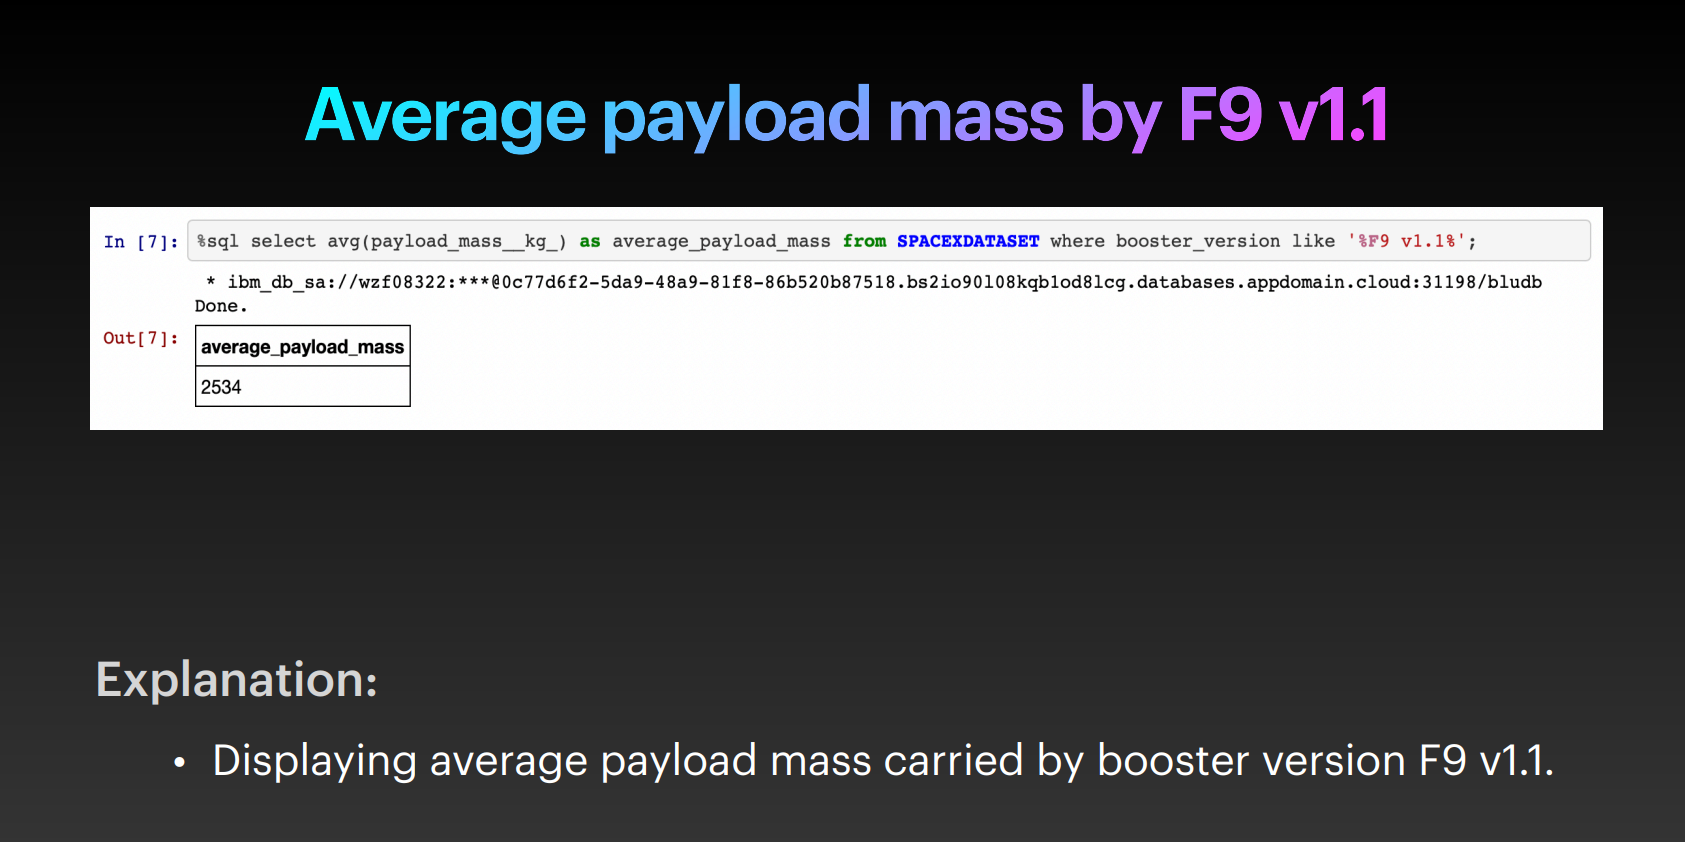 Average payload mass by F9 v1.1
In [7]: %sql select avg(payload_mass__kg_) as average_payload_mass from SPACEXDATASET where booster_version like '%F9 v1.1%';
* ibm_db_sa://wzf08322:***@0c77d6f2-5da9-48a9-81f8-86b520b87518.bs2io90l08kqb1od8lcg.databases.appdomain.cloud:31198/bludb
Done.
Out[7]: average_payload_mass
2534
Explanation:
• Displaying average payload mass carried by booster version F9 v1.1.